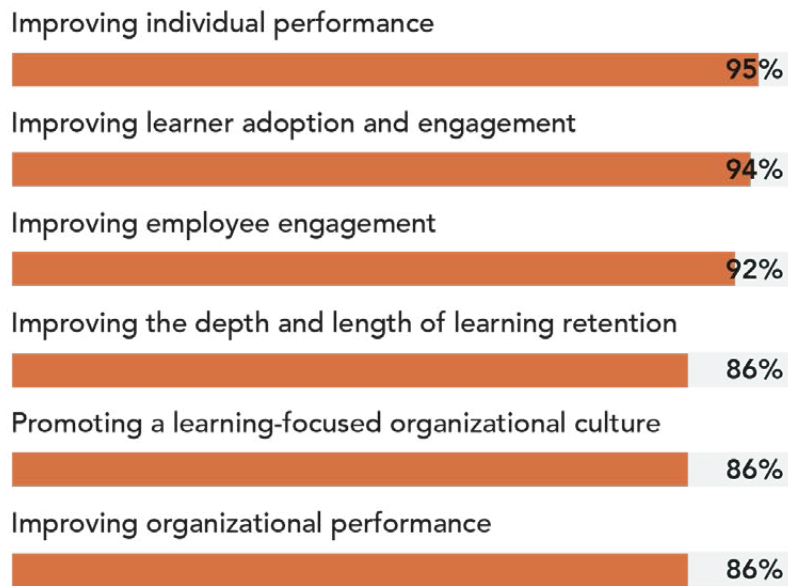 Improving individual performance
95%
Improving learner adoption and engagement
94%
Improving employee engagement
92%
Improving the depth and length of learning retention
86%
Promoting a learning-focused organizational culture
86%
Improving organizational performance
86%